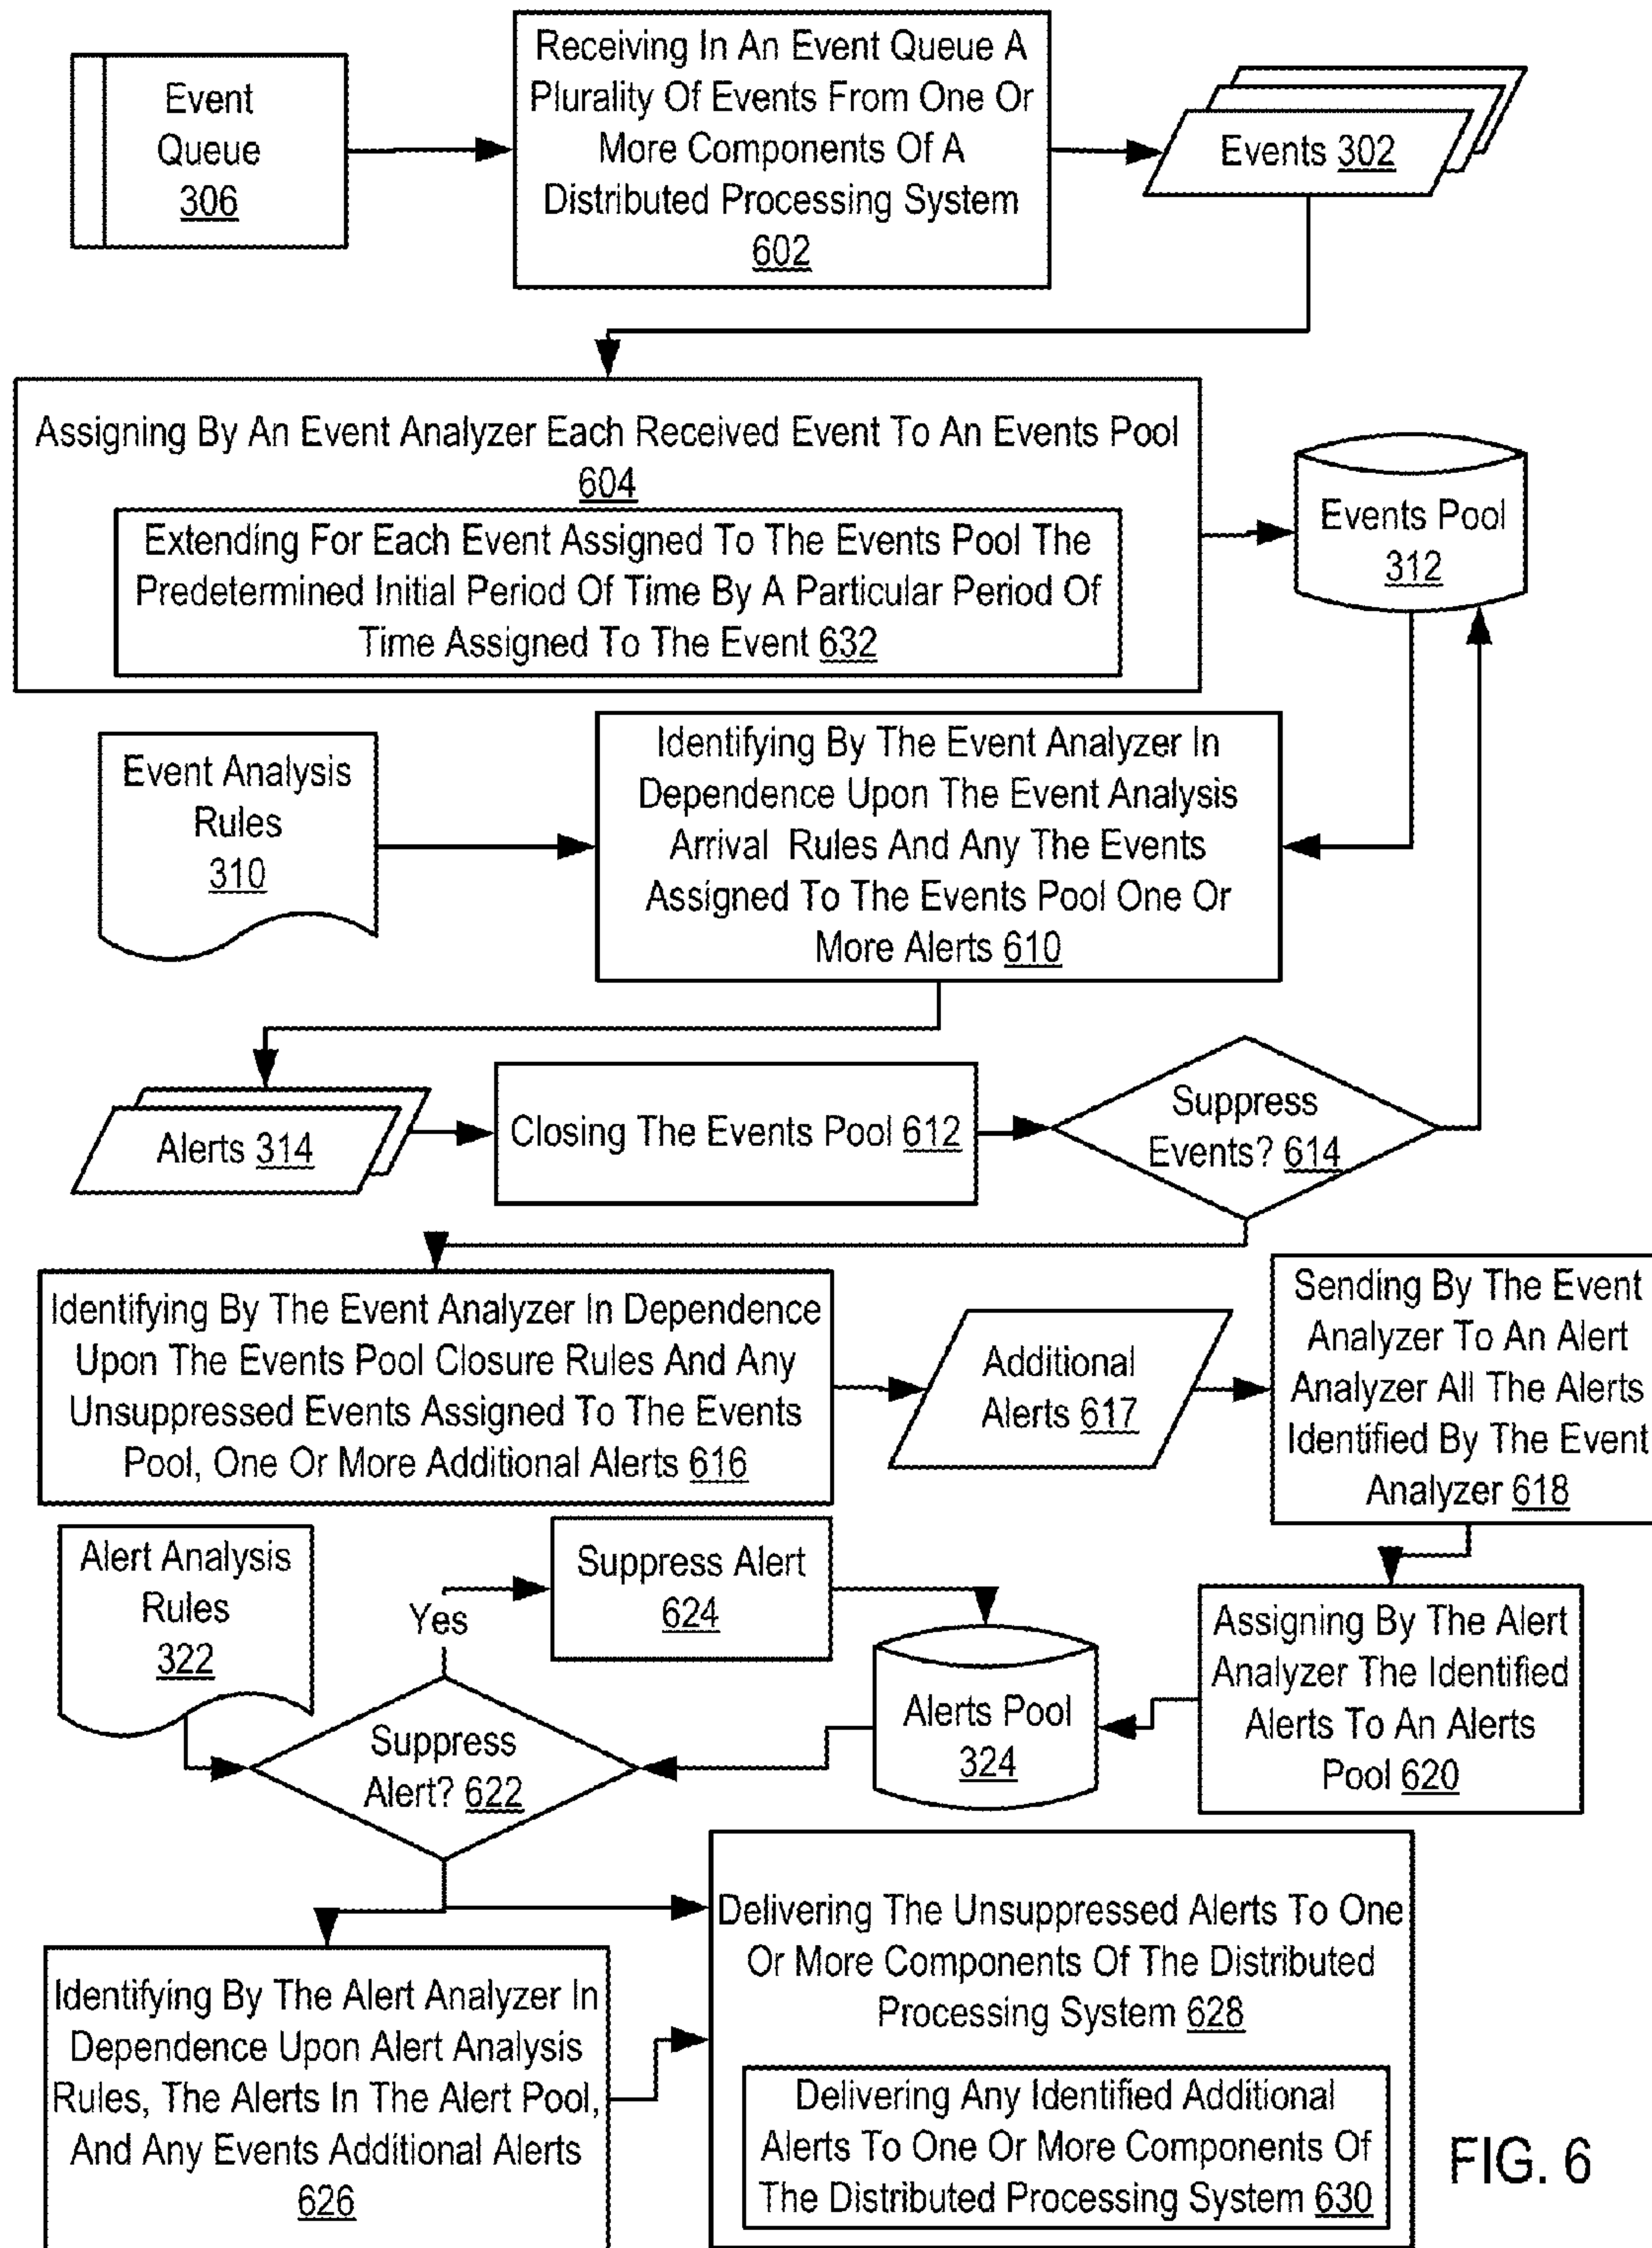 Event
Queue
306
Receiving In An Event Queue A
Plurality Of Events From One Or
More Components Of A
Distributed Processing System
602
Events 302
Assigning By An Event Analyzer Each Received Event To An Events Pool
604
Extending For Each Event Assigned To The Events Pool The
Predetermined Initial Period Of Time By A Particular Period Of
Time Assigned To The Event 632
Events Pool
312
Event Analysis
Rules
310
Identifying By The Event Analyzer In
Dependence Upon The Event Analysis
Arrival Rules And Any The Events
Assigned To The Events Pool One Or
More Alerts 610
Alerts 314
Closing The Events Pool 612
Suppress
Events? 614
Identifying By The Event Analyzer In Dependence
Upon The Events Pool Closure Rules And Any
Unsuppressed Events Assigned To The Events
Pool, One Or More Additional Alerts 616
Additional
Alerts 617
Sending By The Event
Analyzer To An Alert
Analyzer All The Alerts
Identified By The Event
Analyzer 618
Alert Analysis
Rules
322
Yes
Suppress Alert
624
Suppress
Alert? 622
Alerts Pool
324
Assigning By The Alert
Analyzer The Identified
Alerts To An Alerts
Pool 620
Identifying By The Alert Analyzer In
Dependence Upon Alert Analysis
Rules, The Alerts In The Alert Pool,
And Any Events Additional Alerts
626
Delivering The Unsuppressed Alerts To One
Or More Components Of The Distributed
Processing System 628
Delivering Any Identified Additional
Alerts To One Or More Components Of
The Distributed Processing System 630
FIG. 6